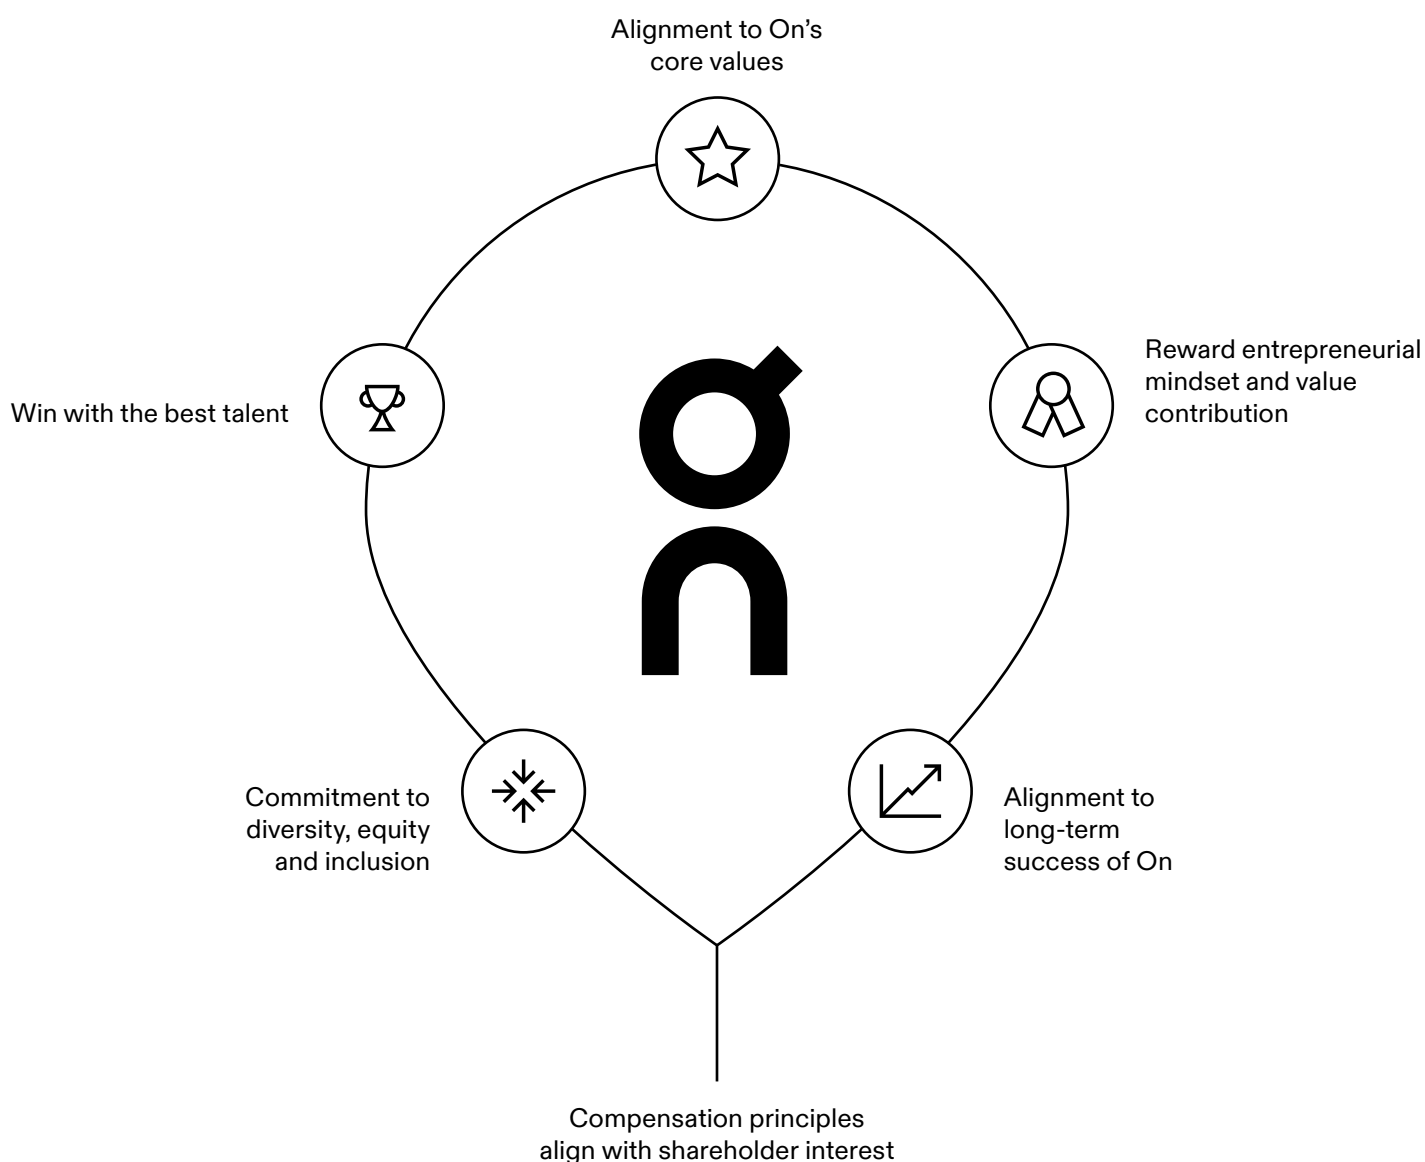 Alignment to On’s
core values
Reward entrepreneurial
mindset and value
contribution
Win with the best talent
On
Commitment to
diversity, equity
and inclusion
Alignment to
long-term
success of On
Compensation principles
align with shareholder interest